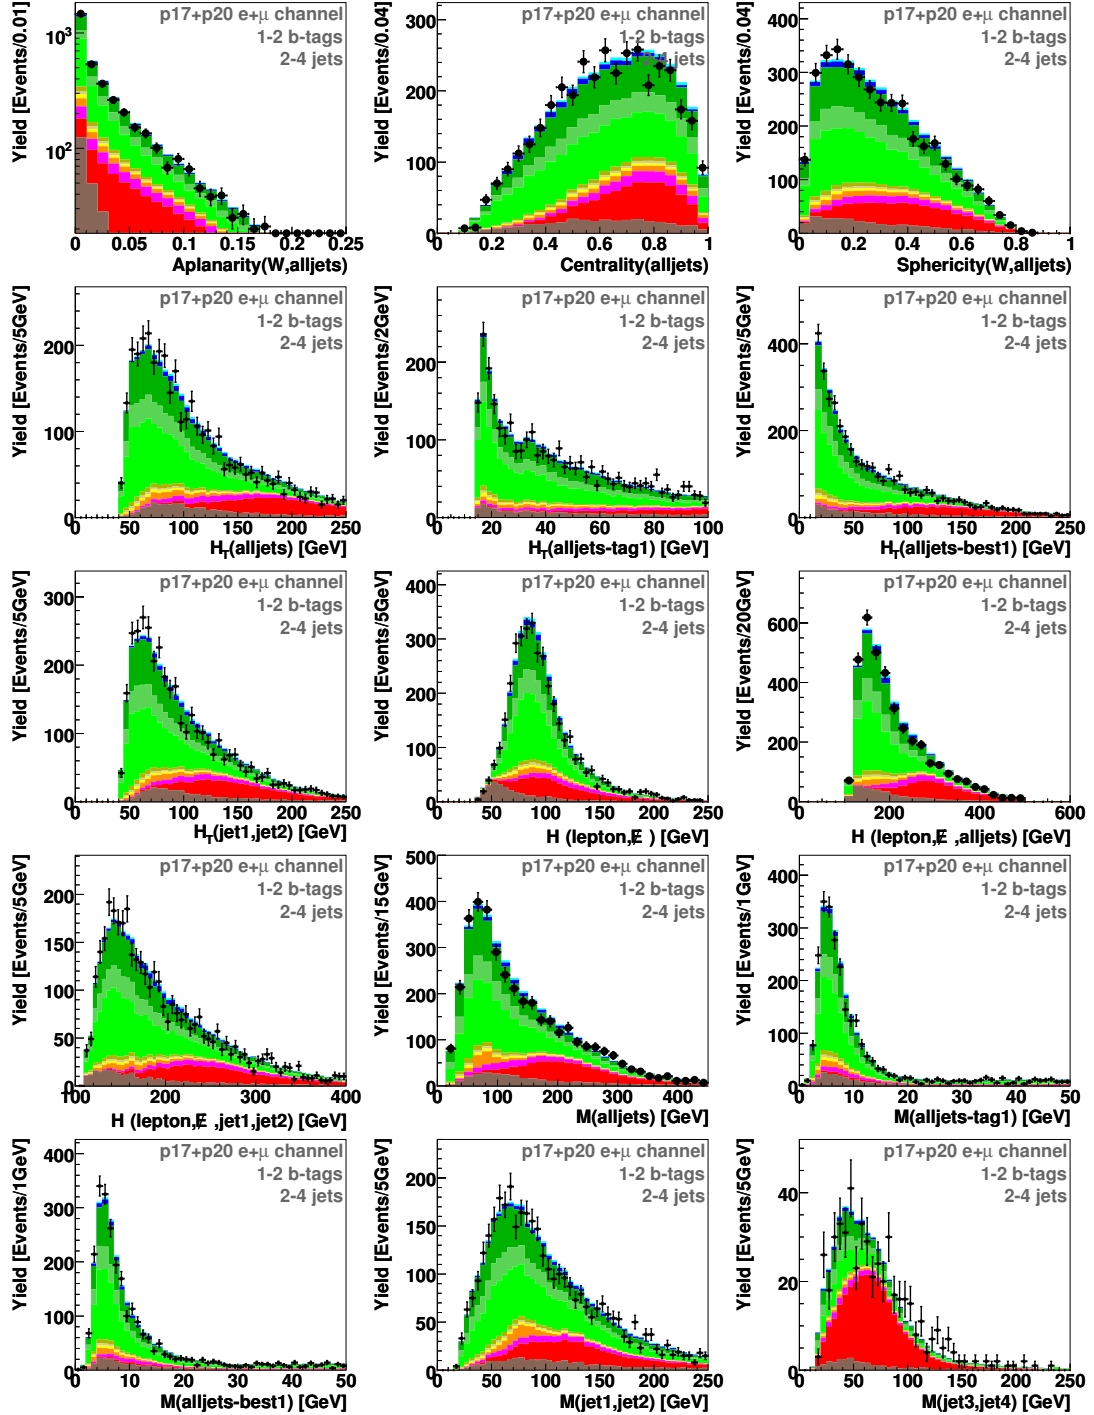 Yield [Events/0.01]
p17+p20 e+μ channel
1-2 b-tags
2-4 jets
10³
10²
0 0.05 0.1 0.15 0.2 0.25
Aplanarity(W,alljets)
Yield [Events/0.04]
p17+p20 e+μ channel
1-2 b-tags
2-4 jets
300
200
100
0
0 0.2 0.4 0.6 0.8 1
Centrality(alljets)
Yield [Events/0.04]
p17+p20 e+μ channel
1-2 b-tags
2-4 jets
400
300
200
100
0
0 0.2 0.4 0.6 0.8 1
Sphericity(W,alljets)
Yield [Events/5GeV]
p17+p20 e+μ channel
1-2 b-tags
2-4 jets
200
100
0
0 50 100 150 200 250
H_T(alljets) [GeV]
Yield [Events/2GeV]
p17+p20 e+μ channel
1-2 b-tags
2-4 jets
200
100
0
0 20 40 60 80 100
H_T(alljets-tag1) [GeV]
Yield [Events/5GeV]
p17+p20 e+μ channel
1-2 b-tags
2-4 jets
400
200
0
0 50 100 150 200 250
H_T(alljets-best1) [GeV]
Yield [Events/5GeV]
p17+p20 e+μ channel
1-2 b-tags
2-4 jets
300
200
100
0
0 50 100 150 200 250
H_T(jet1,jet2) [GeV]
Yield [Events/5GeV]
p17+p20 e+μ channel
1-2 b-tags
2-4 jets
400
300
200
100
0
0 50 100 150 200 250
H (lepton,E̸ ) [GeV]
Yield [Events/20GeV]
p17+p20 e+μ channel
1-2 b-tags
2-4 jets
600
400
200
0
0 200 400 600
H (lepton,E̸ ,alljets) [GeV]
Yield [Events/5GeV]
p17+p20 e+μ channel
1-2 b-tags
2-4 jets
200
150
100
50
0
100 200 300 400
H (lepton,E̸ ,jet1,jet2) [GeV]
Yield [Events/15GeV]
p17+p20 e+μ channel
1-2 b-tags
2-4 jets
500
400
300
200
100
0
0 100 200 300 400
M(alljets) [GeV]
Yield [Events/1GeV]
p17+p20 e+μ channel
1-2 b-tags
2-4 jets
400
300
200
100
0
0 10 20 30 40 50
M(alljets-tag1) [GeV]
Yield [Events/1GeV]
p17+p20 e+μ channel
1-2 b-tags
2-4 jets
400
300
200
100
0
0 10 20 30 40 50
M(alljets-best1) [GeV]
Yield [Events/5GeV]
p17+p20 e+μ channel
1-2 b-tags
2-4 jets
200
150
100
50
0
0 50 100 150 200 250
M(jet1,jet2) [GeV]
Yield [Events/5GeV]
p17+p20 e+μ channel
1-2 b-tags
2-4 jets
40
20
0
0 50 100 150 200 250
M(jet3,jet4) [GeV]